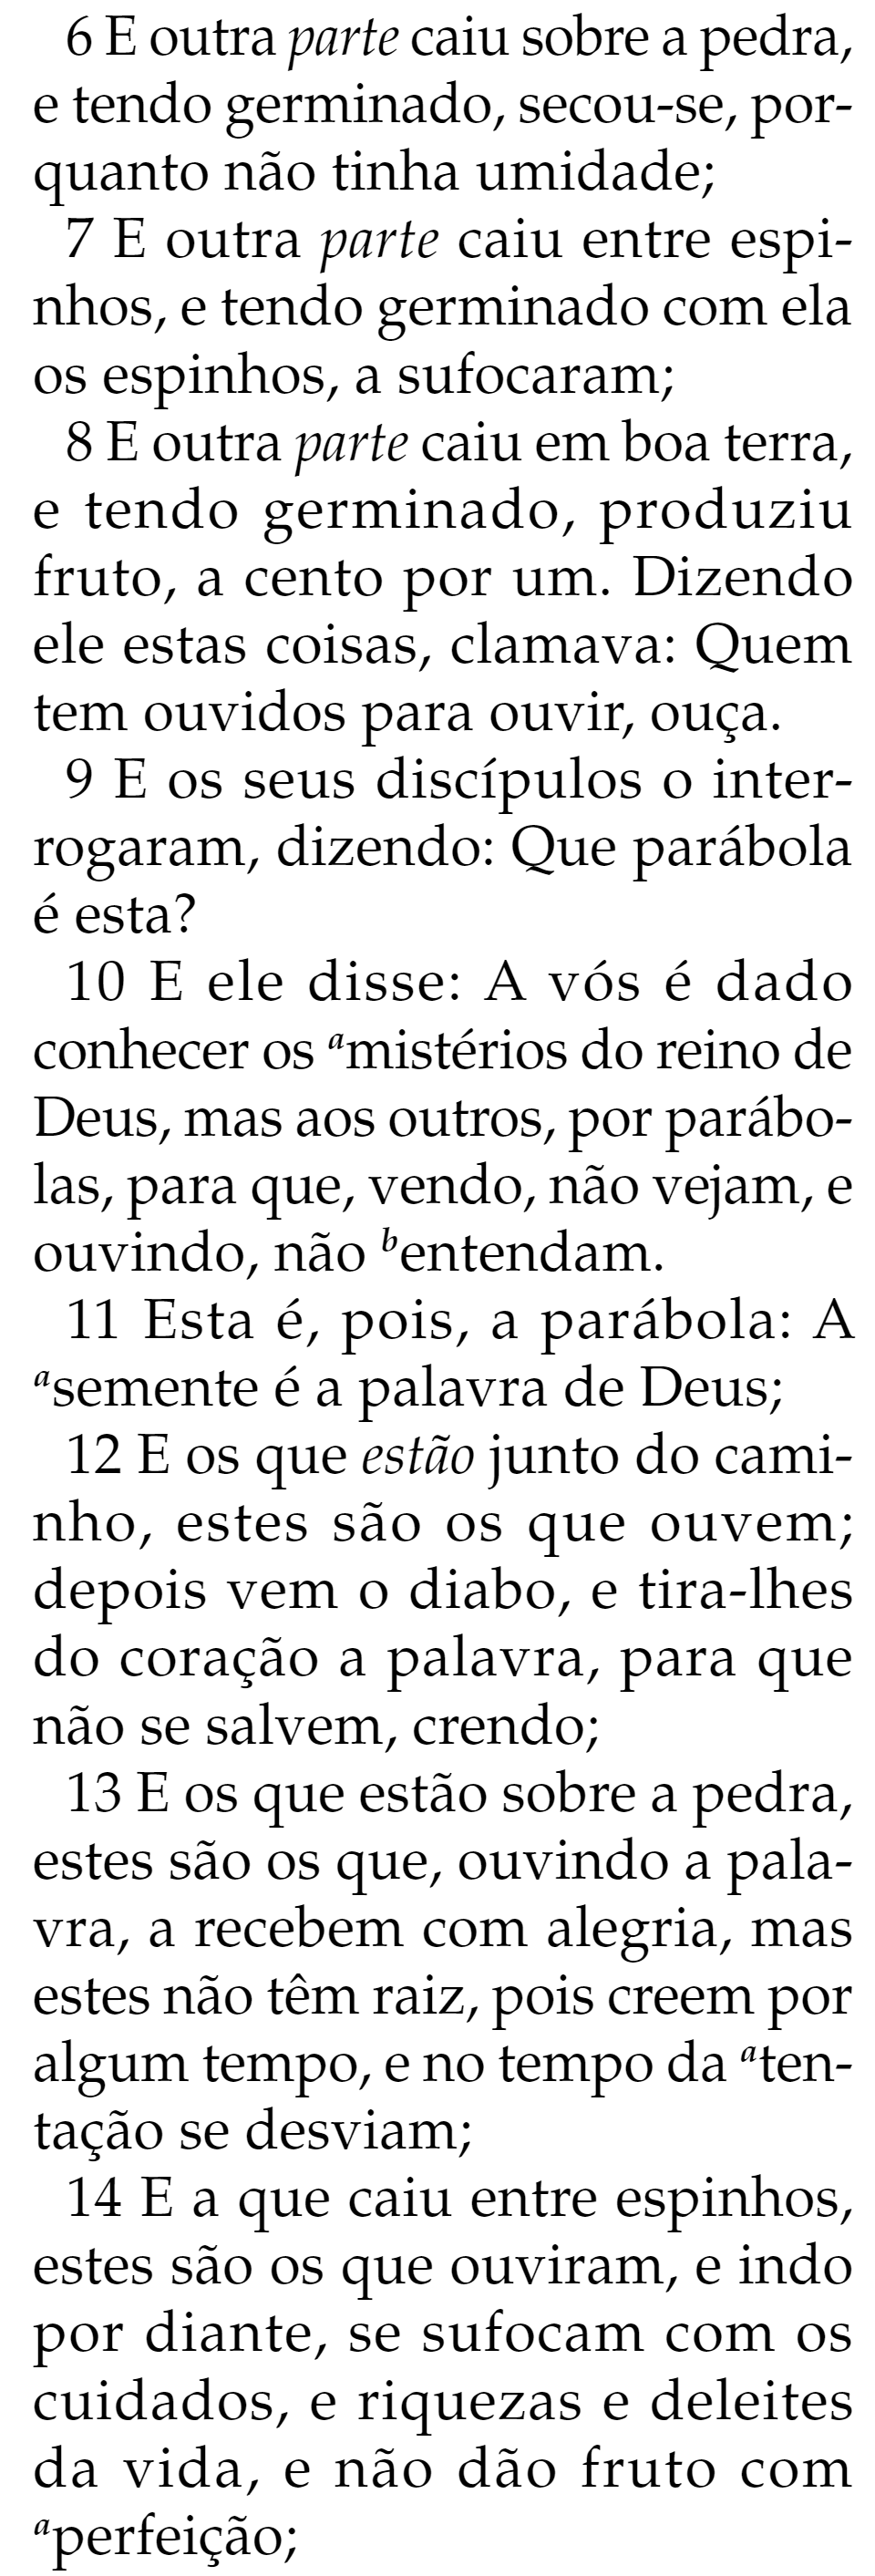 6 E outra parte caiu sobre a pedra,
e tendo germinado, secou-se, por-
quanto não tinha umidade;
7 E outra parte caiu entre espi-
nhos, e tendo germinado com ela
os espinhos, a sufocaram;
8 E outra parte caiu em boa terra,
e tendo germinado, produziu
fruto, a cento por um. Dizendo
ele estas coisas, clamava: Quem
tem ouvidos para ouvir, ouça.
9 E os seus discípulos o inter-
rogaram, dizendo: Que parábola
é esta?
10 E ele disse: A vós é dado
conhecer os ᵃmistérios do reino de
Deus, mas aos outros, por parábo-
las, para que, vendo, não vejam, e
ouvindo, não ᵇentendam.
11 Esta é, pois, a parábola: A
ᵃsemente é a palavra de Deus;
12 E os que estão junto do cami-
nho, estes são os que ouvem;
depois vem o diabo, e tira-lhes
do coração a palavra, para que
não se salvem, crendo;
13 E os que estão sobre a pedra,
estes são os que, ouvindo a pala-
vra, a recebem com alegria, mas
estes não têm raiz, pois creem por
algum tempo, e no tempo da ᵃten-
tação se desviam;
14 E a que caiu entre espinhos,
estes são os que ouviram, e indo
por diante, se sufocam com os
cuidados, e riquezas e deleites
da vida, e não dão fruto com
ᵃperfeição;